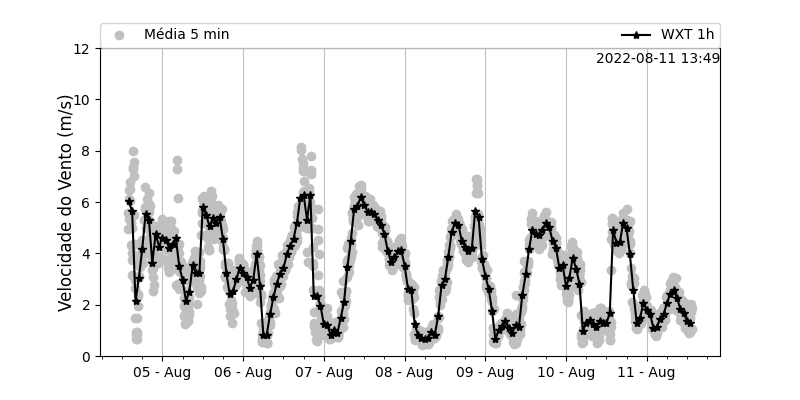 Média 5 min
WXT 1h
2022-08-11 13:49
Velocidade do Vento (m/s)
12
10
8
6
4
2
0
05 - Aug
06 - Aug
07 - Aug
08 - Aug
09 - Aug
10 - Aug
11 - Aug